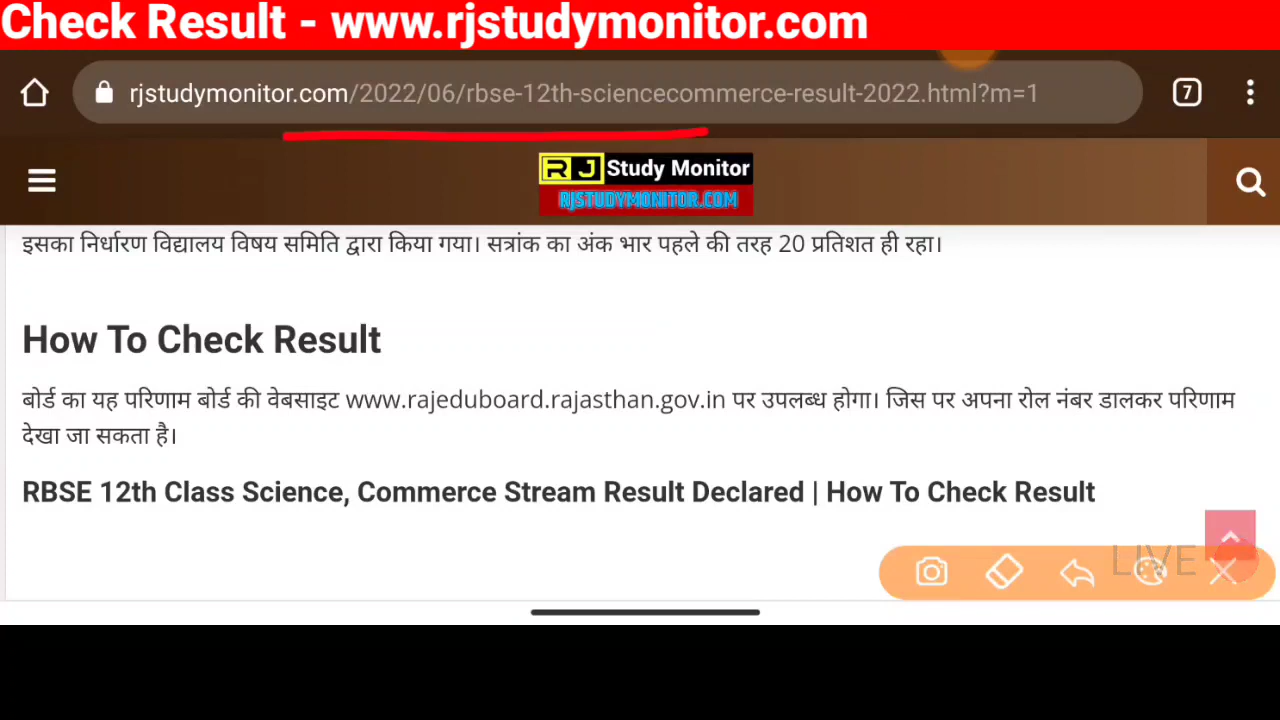 Check Result - www.rjstudymonitor.com
rjstudymonitor.com/2022/06/rbse-12th-sciencecommerce-result-2022.html?m=1
7
R J Study Monitor
RJSTUDYMONITOR.COM
इसका निर्धारण विद्यालय विषय समिति द्वारा किया गया। सत्रांक का अंक भार पहले की तरह 20 प्रतिशत ही रहा।
How To Check Result
बोर्ड का यह परिणाम बोर्ड की वेबसाइट www.rajeduboard.rajasthan.gov.in पर उपलब्ध होगा। जिस पर अपना रोल नंबर डालकर परिणाम
देखा जा सकता है।
RBSE 12th Class Science, Commerce Stream Result Declared | How To Check Result
LIVE